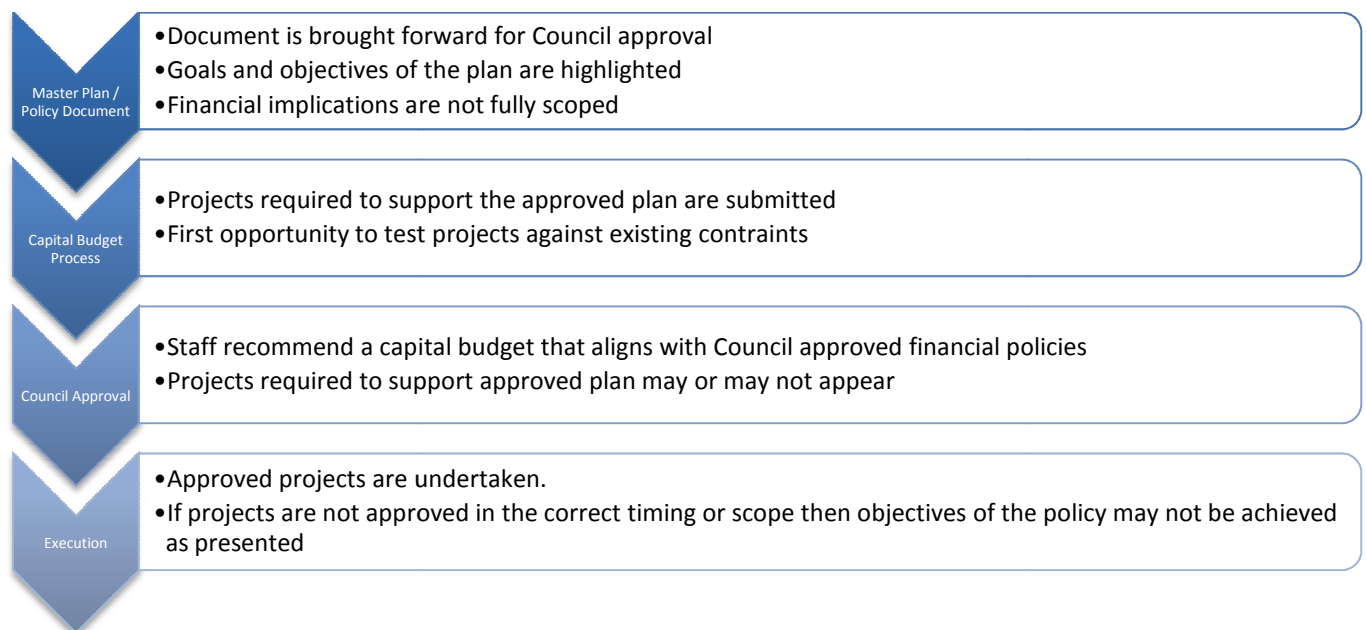 Master Plan /
Policy Document
•Document is brought forward for Council approval
•Goals and objectives of the plan are highlighted
•Financial implications are not fully scoped
Capital Budget
Process
•Projects required to support the approved plan are submitted
•First opportunity to test projects against existing contraints
Council Approval
•Staff recommend a capital budget that aligns with Council approved financial policies
•Projects required to support approved plan may or may not appear
Execution
•Approved projects are undertaken.
•If projects are not approved in the correct timing or scope then objectives of the policy may not be achieved
as presented